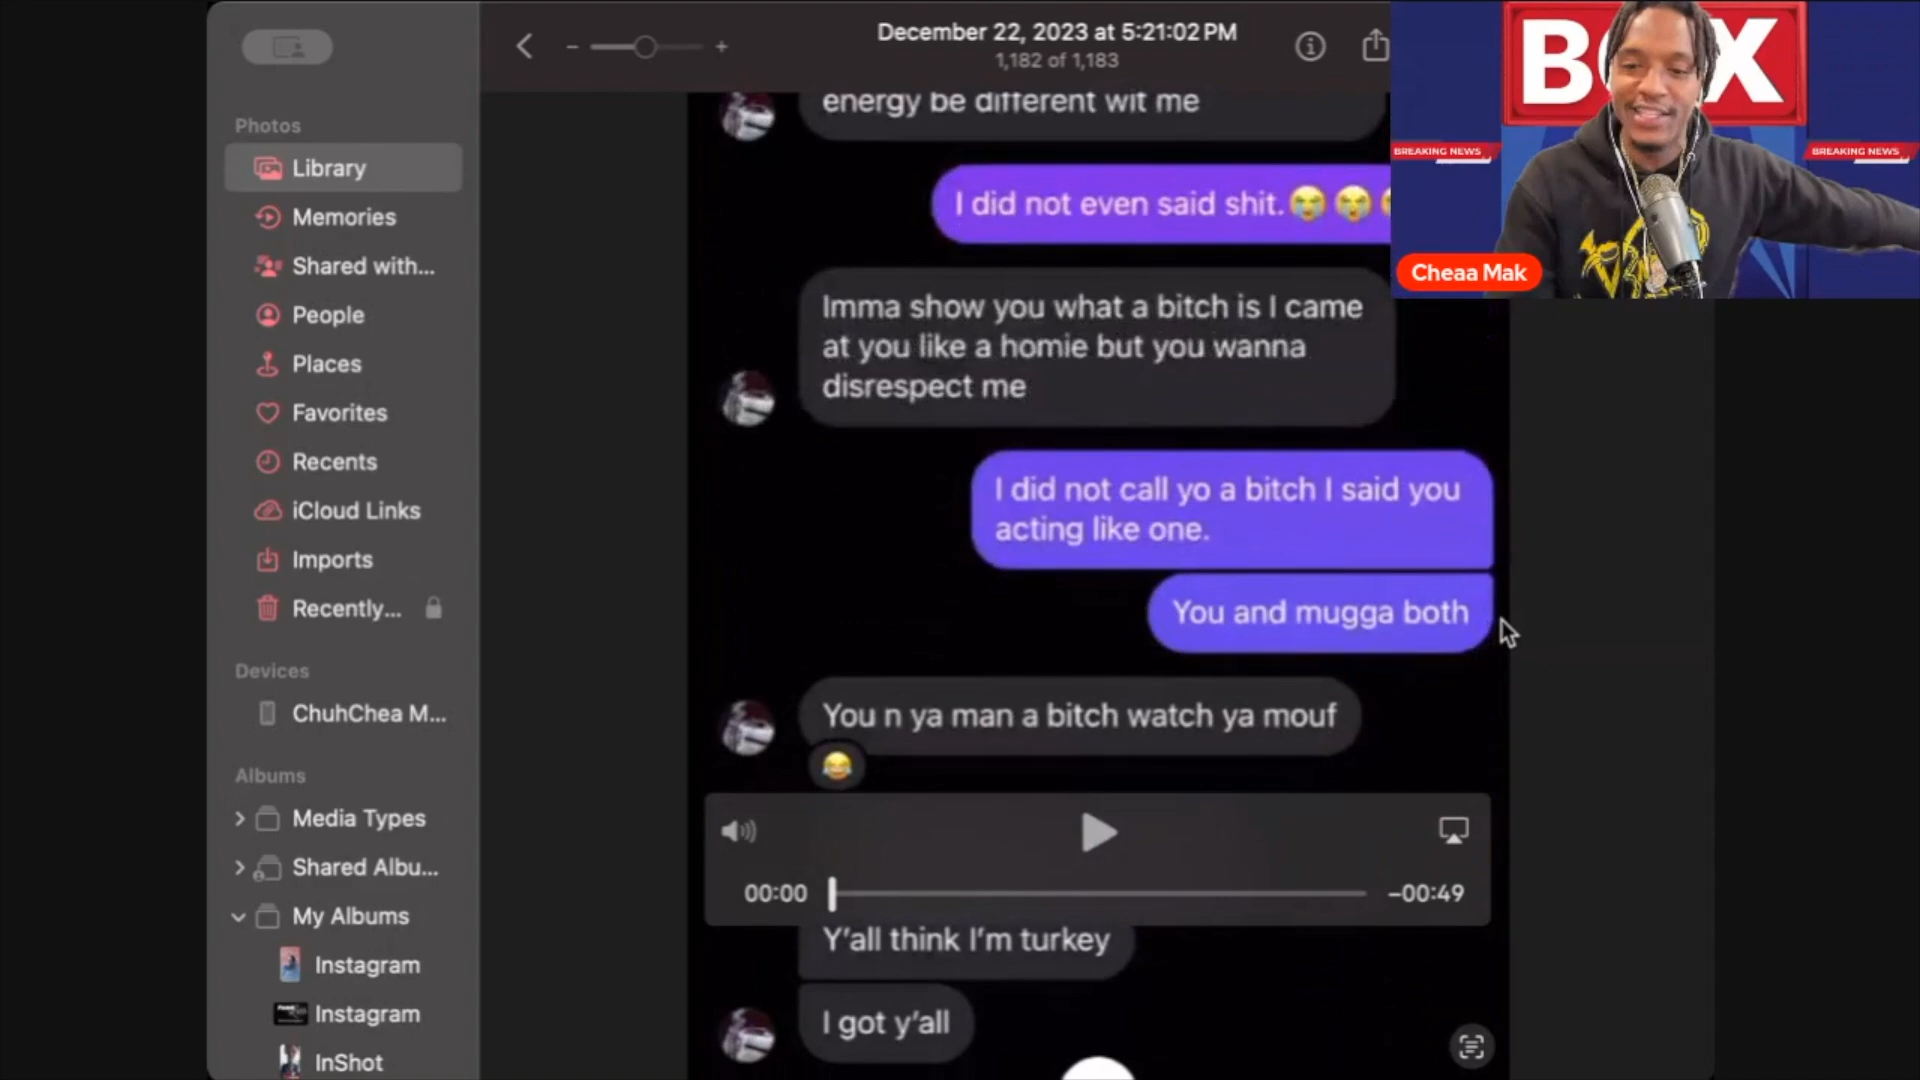 December 22, 2023 at 5:21:02 PM
1,182 of 1,183
Photos
Library
Memories
Shared with...
People
Places
Favorites
Recents
iCloud Links
Imports
Recently...
Devices
ChuhChea M...
Albums
Media Types
Shared Albu...
My Albums
Instagram
Instagram
InShot
energy be different wit me
I did not even said shit.😭😭
Imma show you what a bitch is I came
at you like a homie but you wanna
disrespect me
I did not call yo a bitch I said you
acting like one.
You and mugga both
You n ya man a bitch watch ya mouf
😂
00:00
-00:49
Y'all think I'm turkey
I got y'all
BREAKING NEWS
BREAKING NEWS
Cheaa Mak